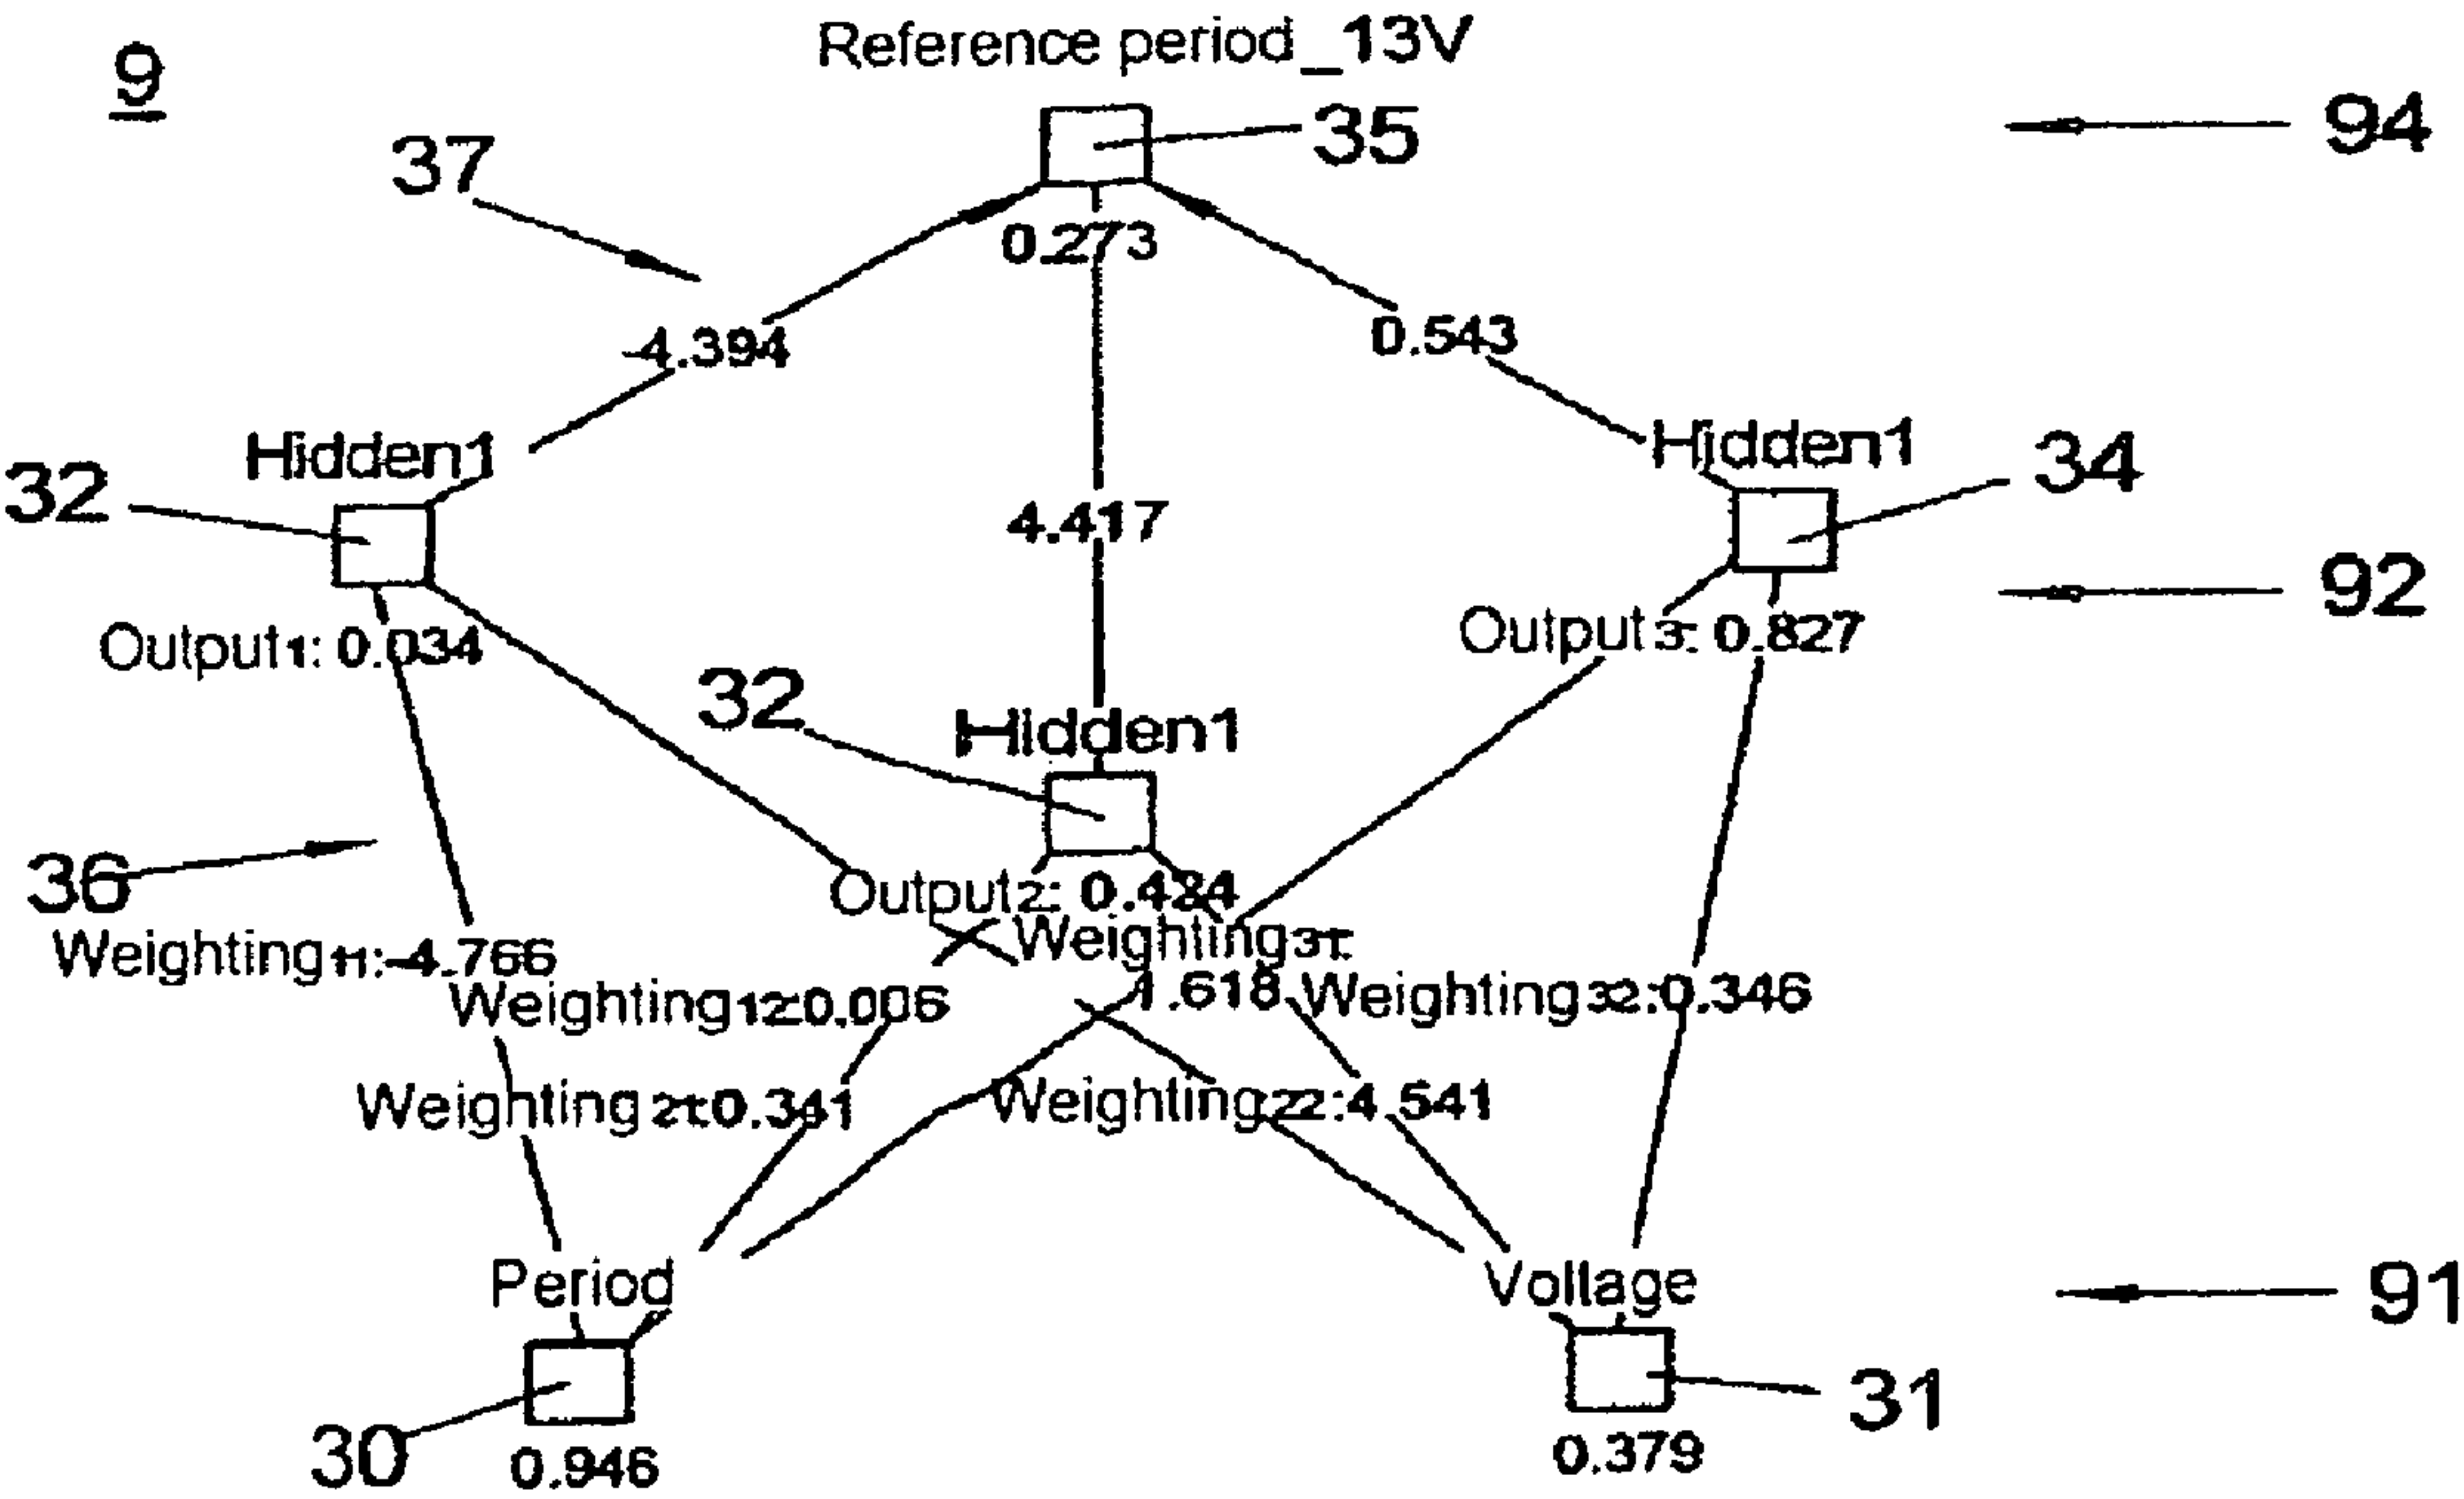 9
Reference period_13V
35
94
37
0.273
-4.394
0.543
Hidden1
Hidden1
32
34
4.417
92
Output1: 0.034
Output3: 0.827
32
Hidden1
36
Output2: 0.484
Weighting11:-4.766
Weighting31:
1.618
Weighting12:0.006
Weighting32:0.346
Weighting21:0.341
Weighting22:4.541
Period
Vollage
91
31
30
0.946
0.379